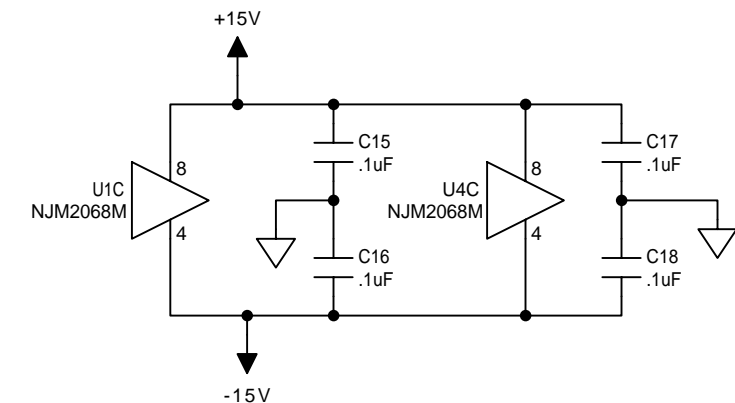 +15V
C15
.1uF
C17
.1uF
8
U1C
NJM2068M
4
8
U4C
NJM2068M
4
C16
.1uF
C18
.1uF
-15V